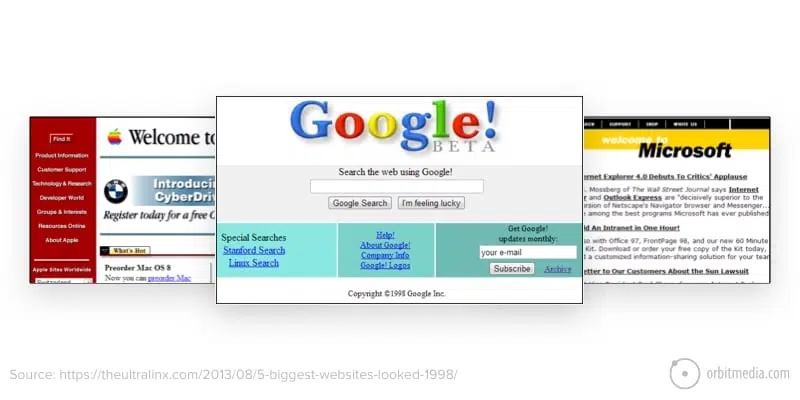 Find It
Product Information
Customer Support
Technology & Research
Developer World
Groups & Interests
Resources Online
About Apple
Apple Sites Worldwide
Switzerland
Welcome to
Introducin
CyberDriv
Register today for a free C
What's Hot
Preorder Mac OS 8
Now you can preorder Mac
Google!
BETA
Search the web using Google!
Google Search
I'm feeling lucky
Special Searches
Stanford Search
Linux Search
Help!
About Google!
Company Info
Google! Logos
Get Google!
updates monthly:
your e-mail
Subscribe
Archive
Copyright ©1998 Google Inc.
SUPPORT
SHOP
WRITE US
welcome to
Microsoft
ernet Explorer 4.0 Debuts To Critics' Applause
. Mossberg of The Wall Street Journal says Internet
r and Outlook Express are "decisively superior to the
ersion of Netscape's Navigator browser and Messenger...
among the best programs Microsoft has ever published
ld An Intranet in One Hour!
so with Office 97, FrontPage 98, and our new 60 Minute
Kit. Download or order your free copy of the Kit today,
d a customized information-sharing solution for your team
etter to Our Customers About the Sun Lawsuit
Source: https://theultralinx.com/2013/08/5-biggest-websites-looked-1998/
orbitmedia.com